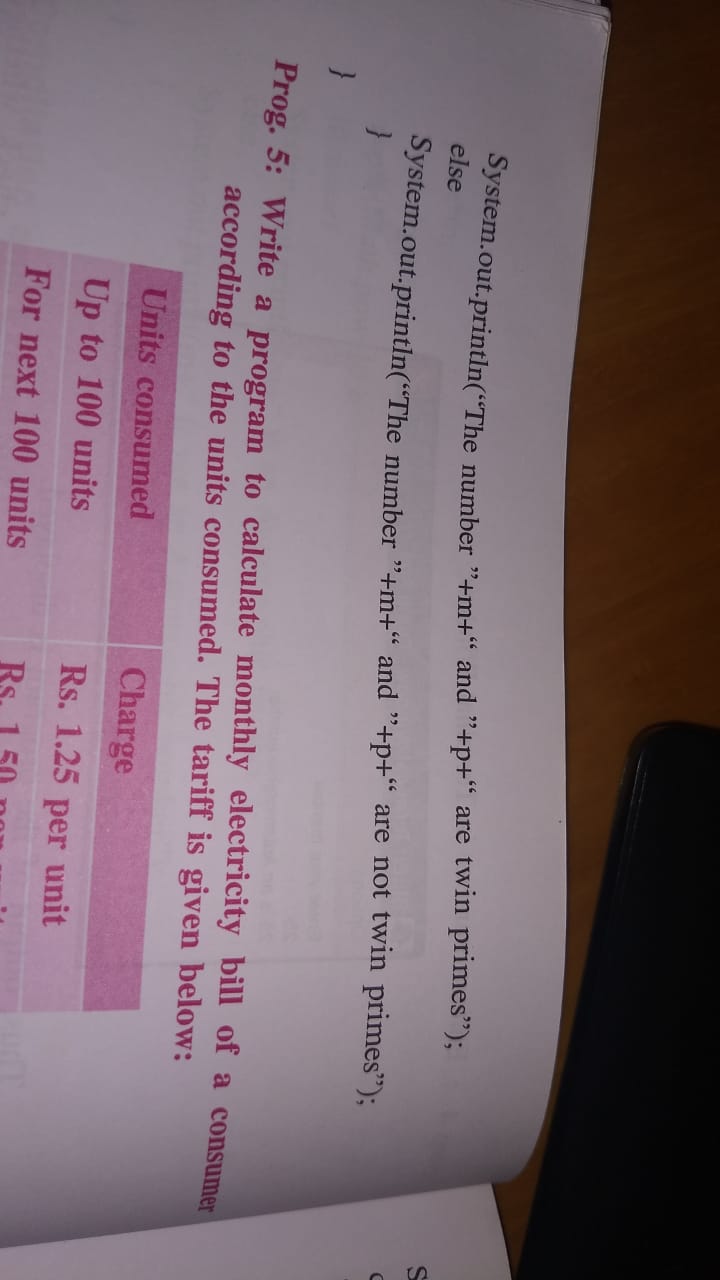 System.out.println(“The number ”+m+“ and ”+p+“ are twin primes”);
else
System.out.println(“The number ”+m+“ and ”+p+“ are not twin primes”);
}
}
Prog. 5: Write a program to calculate monthly electricity bill of a consumer
according to the units consumed. The tariff is given below:
Units consumed Charge
Up to 100 units Rs. 1.25 per unit
For next 100 units Rs. 1.50 per unit